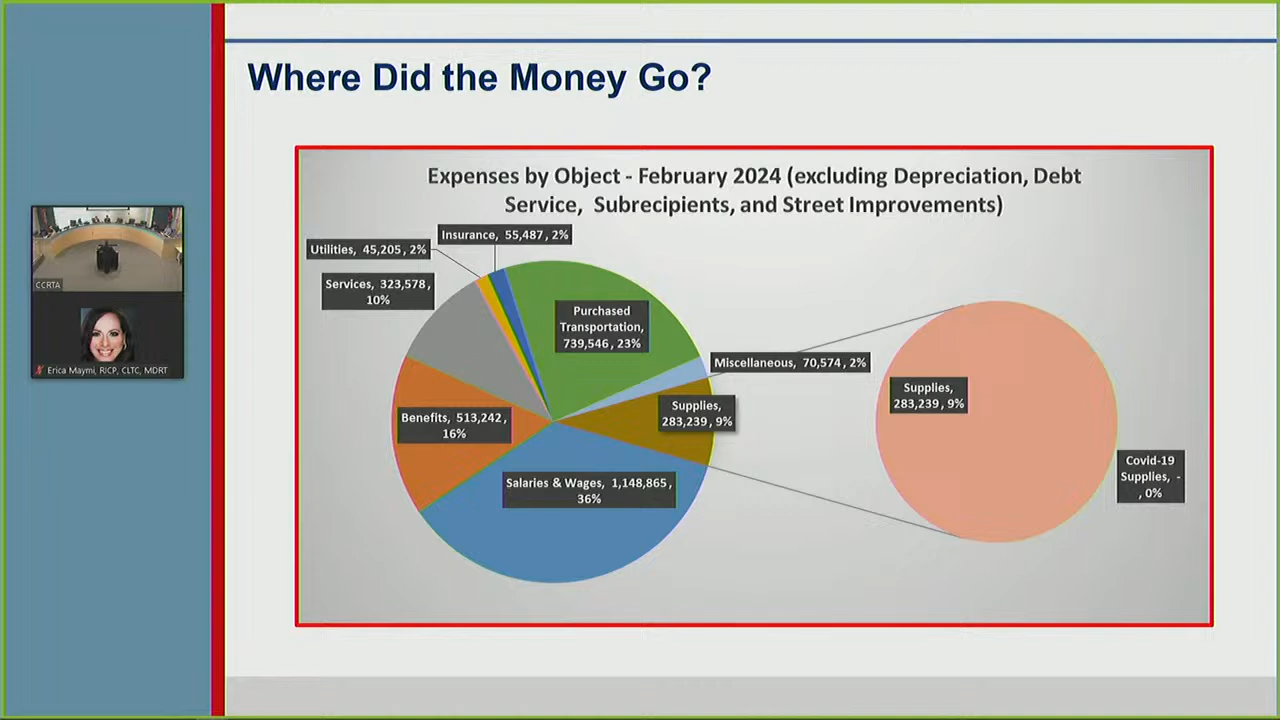 Where Did the Money Go?
Expenses by Object - February 2024 (excluding Depreciation, Debt
Service, Subrecipients, and Street Improvements)
Insurance, 55,487, 2%
Utilities, 45,205, 2%
Services, 323,578,
10%
Purchased
Transportation,
739,546, 23%
Miscellaneous, 70,574, 2%
Supplies,
283,239, 9%
Benefits, 513,242,
16%
Salaries & Wages, 1,148,865,
36%
Supplies,
283,239, 9%
Covid-19
Supplies, -
, 0%
CCRTA
Erica Maymi, RICP, CLTC, MDRT